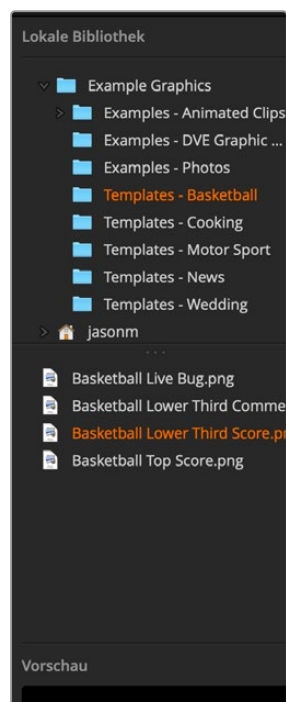 Lokale Bibliothek
Example Graphics
Examples - Animated Clips
Examples - DVE Graphic ...
Examples - Photos
Templates - Basketball
Templates - Cooking
Templates - Motor Sport
Templates - News
Templates - Wedding
jasonm
Basketball Live Bug.png
Basketball Lower Third Comme
Basketball Lower Third Score.pr
Basketball Top Score.png
Vorschau